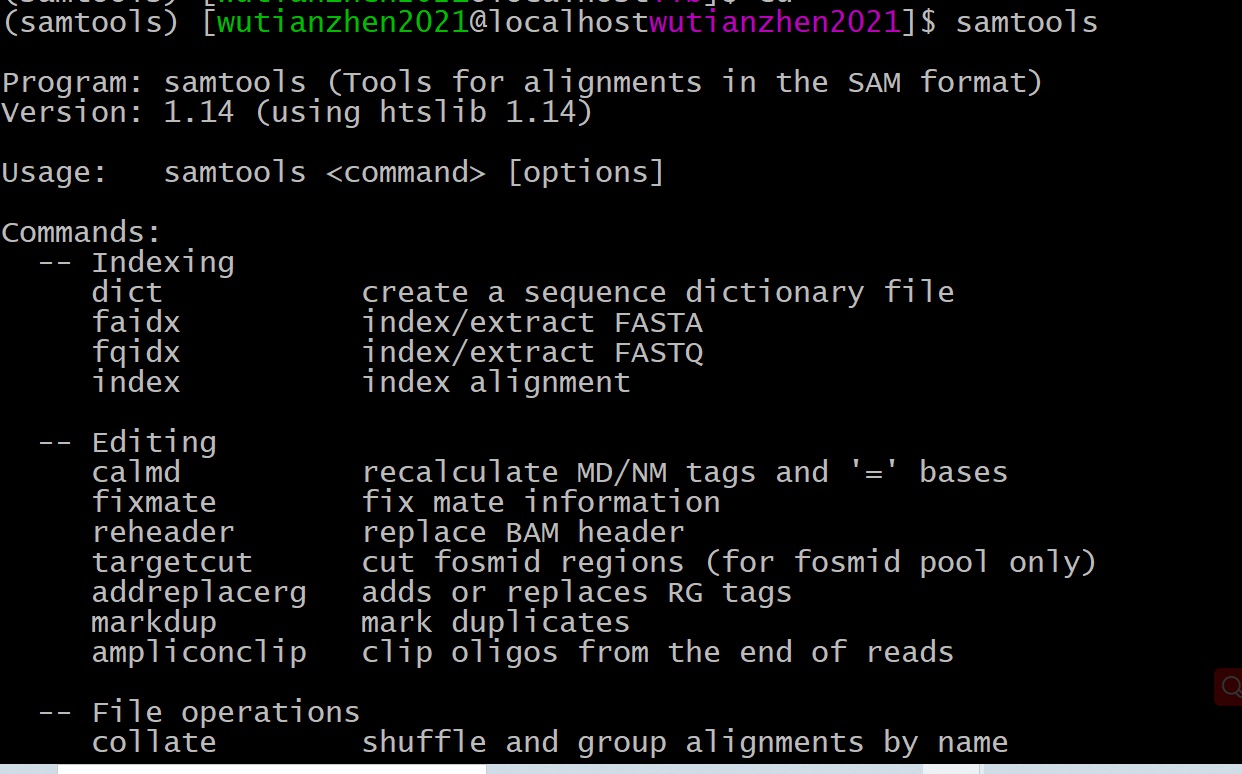 (samtools) [wutianzhen2021@localhostwutianzhen2021]$ samtools
Program: samtools (Tools for alignments in the SAM format)
Version: 1.14 (using htslib 1.14)
Usage:   samtools <command> [options]
Commands:
  -- Indexing
     dict           create a sequence dictionary file
     faidx          index/extract FASTA
     fqidx          index/extract FASTQ
     index          index alignment
  -- Editing
     calmd          recalculate MD/NM tags and '=' bases
     fixmate        fix mate information
     reheader       replace BAM header
     targetcut      cut fosmid regions (for fosmid pool only)
     addreplacerg   adds or replaces RG tags
     markdup        mark duplicates
     ampliconclip   clip oligos from the end of reads
  -- File operations
     collate        shuffle and group alignments by name